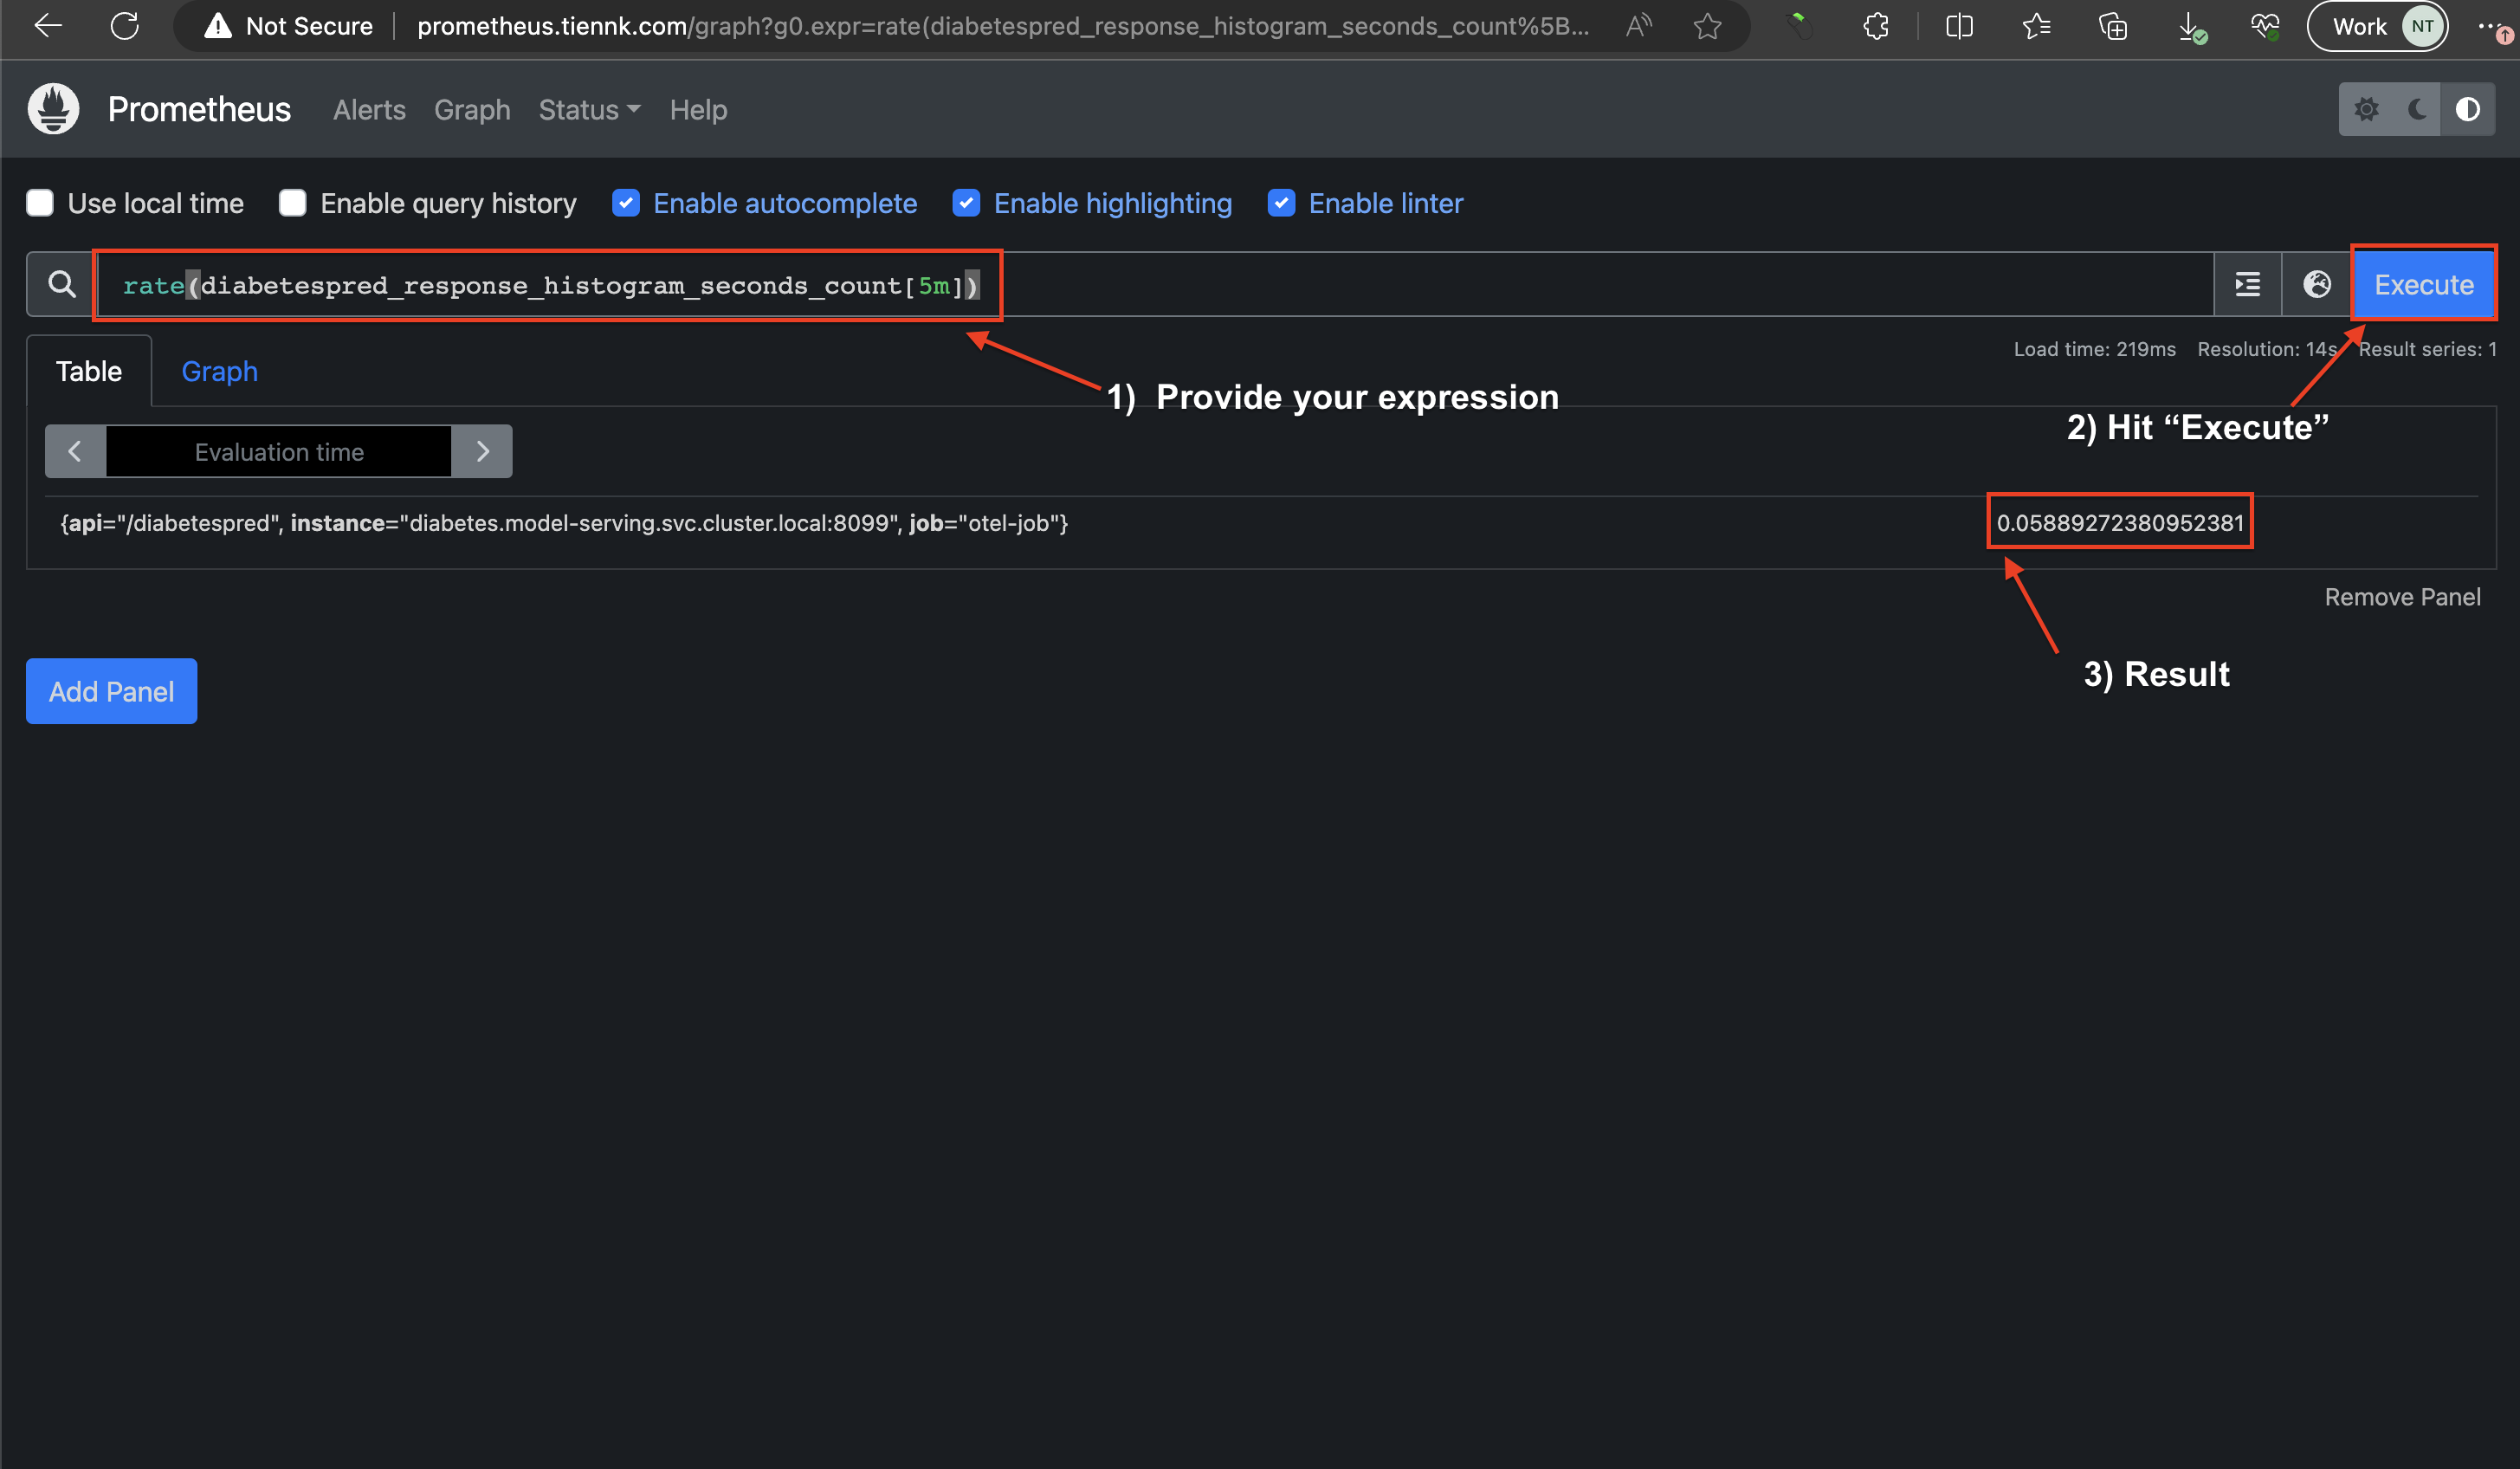 Not Secure prometheus.tiennk.com/graph?g0.expr=rate(diabetespred_response_histogram_seconds_count%5B... A Work NT
Prometheus Alerts Graph Status Help
Use local time Enable query history Enable autocomplete Enable highlighting Enable linter
rate(diabetespred_response_histogram_seconds_count[5m]) Execute
Load time: 219ms Resolution: 14s Result series: 1
Table Graph
1) Provide your expression
2) Hit “Execute”
Evaluation time
{api="/diabetespred", instance="diabetes.model-serving.svc.cluster.local:8099", job="otel-job"} 0.05889272380952381
Remove Panel
3) Result
Add Panel